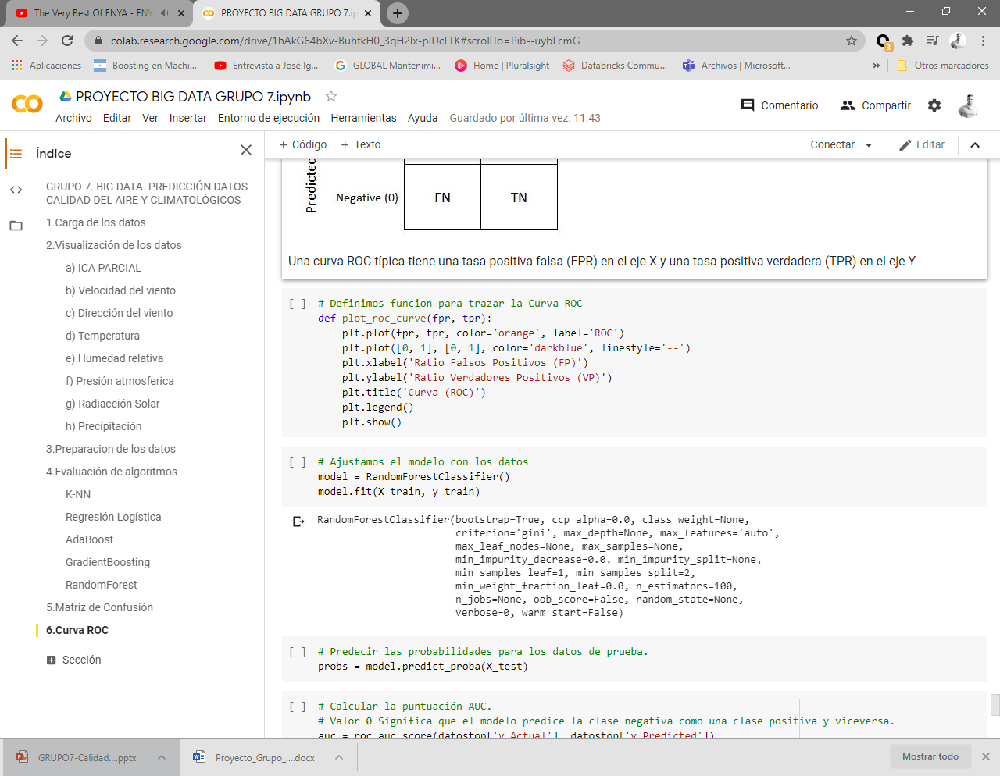 The Very Best Of ENYA - ENY
PROYECTO BIG DATA GRUPO 7.ip
colab.research.google.com/drive/1hAkG64bXv-BuhfkH0_3qH2Ix-pIUcLTK#scrollTo=Pib--uybFcmG
3
Aplicaciones
Boosting en Machi...
Entrevista a José Ig...
GLOBAL Mantenimi...
Home | Pluralsight
Databricks Commu...
Archivos | Microsoft...
»
Otros marcadores
PROYECTO BIG DATA GRUPO 7.ipynb
Archivo Editar Ver Insertar Entorno de ejecución Herramientas Ayuda Guardado por última vez: 11:43
Comentario
Compartir
Índice
+ Código + Texto
Conectar
Editar
GRUPO 7. BIG DATA. PREDICCIÓN DATOS
CALIDAD DEL AIRE Y CLIMATOLÓGICOS
1.Carga de los datos
2.Visualización de los datos
a) ICA PARCIAL
b) Velocidad del viento
c) Dirección del viento
d) Temperatura
e) Humedad relativa
f) Presión atmosferica
g) Radiacción Solar
h) Precipitación
3.Preparacion de los datos
4.Evaluación de algoritmos
K-NN
Regresión Logística
AdaBoost
GradientBoosting
RandomForest
5.Matriz de Confusión
6.Curva ROC
Sección
Predicted
Negative (0) FN TN
Una curva ROC típica tiene una tasa positiva falsa (FPR) en el eje X y una tasa positiva verdadera (TPR) en el eje Y
[ ] # Definimos funcion para trazar la Curva ROC
def plot_roc_curve(fpr, tpr):
plt.plot(fpr, tpr, color='orange', label='ROC')
plt.plot([0, 1], [0, 1], color='darkblue', linestyle='--')
plt.xlabel('Ratio Falsos Positivos (FP)')
plt.ylabel('Ratio Verdadores Positivos (VP)')
plt.title('Curva (ROC)')
plt.legend()
plt.show()
[ ] # Ajustamos el modelo con los datos
model = RandomForestClassifier()
model.fit(X_train, y_train)
RandomForestClassifier(bootstrap=True, ccp_alpha=0.0, class_weight=None,
criterion='gini', max_depth=None, max_features='auto',
max_leaf_nodes=None, max_samples=None,
min_impurity_decrease=0.0, min_impurity_split=None,
min_samples_leaf=1, min_samples_split=2,
min_weight_fraction_leaf=0.0, n_estimators=100,
n_jobs=None, oob_score=False, random_state=None,
verbose=0, warm_start=False)
[ ] # Predecir las probabilidades para los datos de prueba.
probs = model.predict_proba(X_test)
[ ] # Calcular la puntuación AUC.
# Valor 0 Significa que el modelo predice la clase negativa como una clase positiva y viceversa.
auc = roc_auc_score(datoston['y_Actual'], datoston['y_Predicted'])
GRUPO7-Calidad....pptx
Proyecto_Grupo_....docx
Mostrar todo